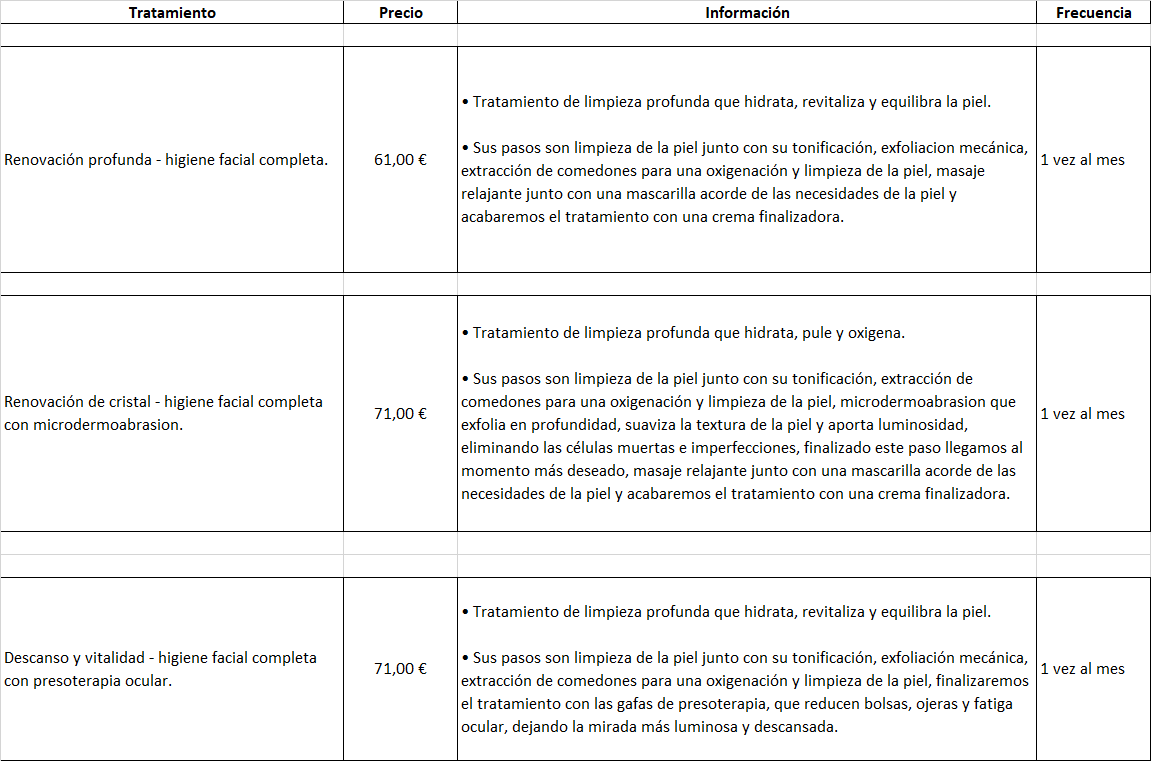 Tratamiento Precio Información Frecuencia
• Tratamiento de limpieza profunda que hidrata, revitaliza y equilibra la piel.
• Sus pasos son limpieza de la piel junto con su tonificación, exfoliacion mecánica,
Renovación profunda - higiene facial completa. 61,00 € extracción de comedones para una oxigenación y limpieza de la piel, masaje 1 vez al mes
relajante junto con una mascarilla acorde de las necesidades de la piel y
acabaremos el tratamiento con una crema finalizadora.
• Tratamiento de limpieza profunda que hidrata, pule y oxigena.
• Sus pasos son limpieza de la piel junto con su tonificación, extracción de
Renovación de cristal - higiene facial completa comedones para una oxigenación y limpieza de la piel, microdermoabrasion que
con microdermoabrasion. 71,00 € exfolia en profundidad, suaviza la textura de la piel y aporta luminosidad, 1 vez al mes
eliminando las células muertas e imperfecciones, finalizado este paso llegamos al
momento más deseado, masaje relajante junto con una mascarilla acorde de las
necesidades de la piel y acabaremos el tratamiento con una crema finalizadora.
• Tratamiento de limpieza profunda que hidrata, revitaliza y equilibra la piel.
Descanso y vitalidad - higiene facial completa • Sus pasos son limpieza de la piel junto con su tonificación, exfoliación mecánica,
con presoterapia ocular. 71,00 € extracción de comedones para una oxigenación y limpieza de la piel, finalizaremos 1 vez al mes
el tratamiento con las gafas de presoterapia, que reducen bolsas, ojeras y fatiga
ocular, dejando la mirada más luminosa y descansada.